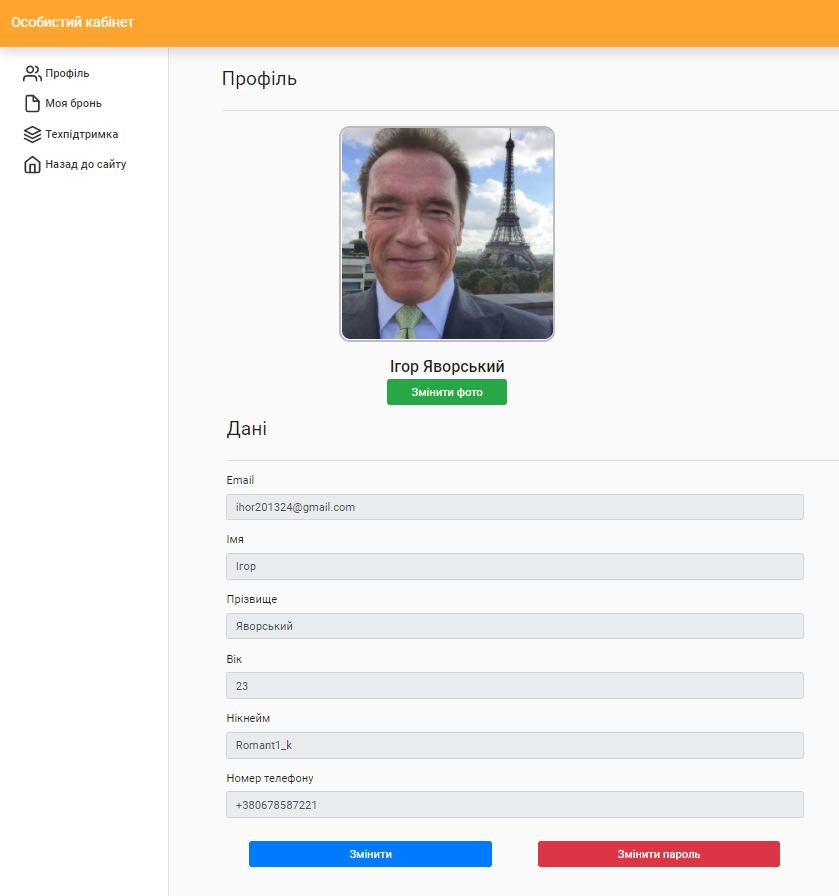 Особистий кабінет
Профіль
Моя бронь
Техпідтримка
Назад до сайту
Профіль
Ігор Яворський
Змінити фото
Дані
Email
ihor201324@gmail.com
Імя
Ігор
Прізвище
Яворський
Вік
23
Нікнейм
Romant1_k
Номер телефону
+380678587221
Змінити
Змінити пароль